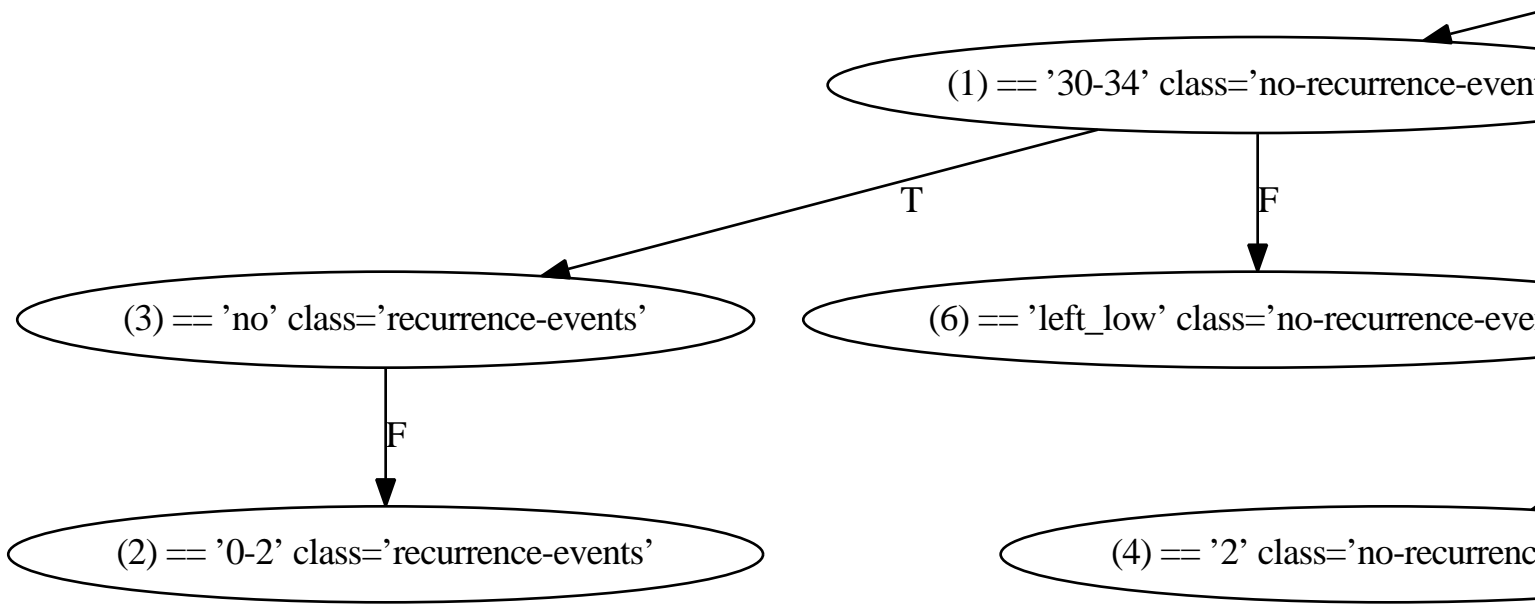 (1) == ’30-34’ class=’no-recurrence-even
T
F
(3) == ’no’ class=’recurrence-events’
(6) == ’left_low’ class=’no-recurrence-eve
F
(2) == ’0-2’ class=’recurrence-events’
(4) == ’2’ class=’no-recurrenc